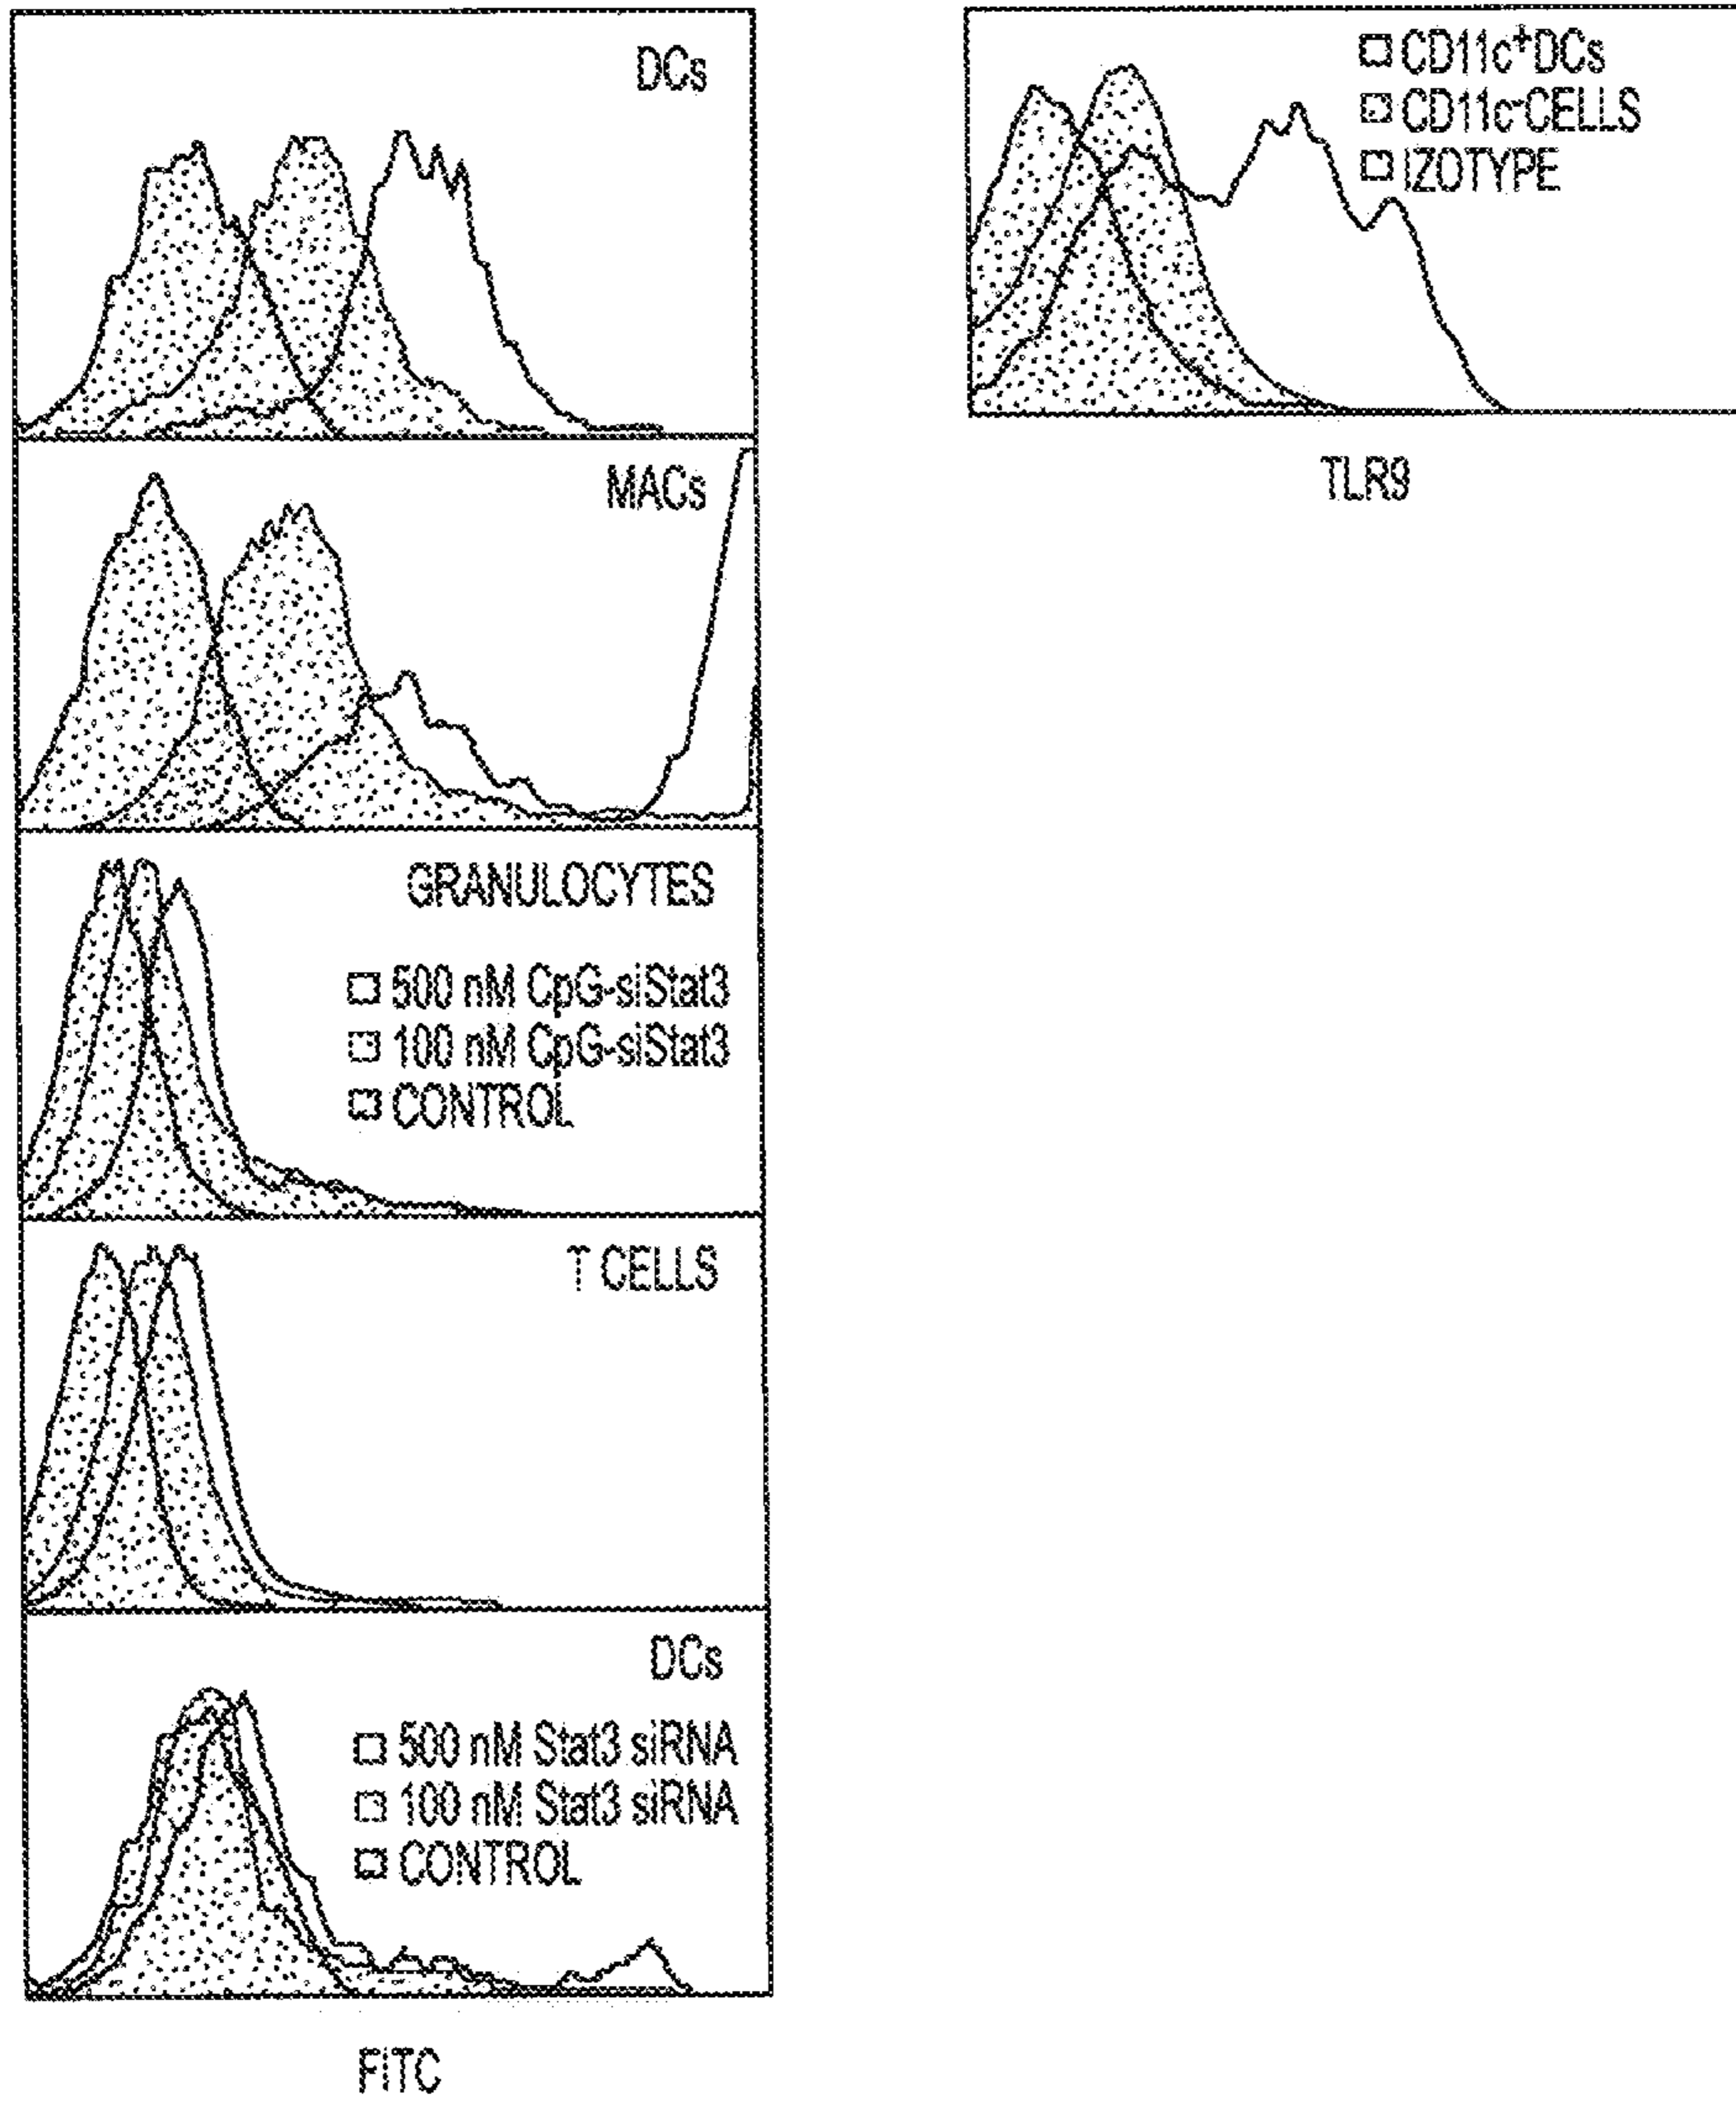 DCs
MACs
GRANULOCYTES
500 nM CpG-siStat3
100 nM CpG-siStat3
CONTROL
T CELLS
DCs
500 nM Stat3 siRNA
100 nM Stat3 siRNA
CONTROL
FITC
CD11c⁺DCs
CD11c⁻CELLS
IZOTYPE
TLR9